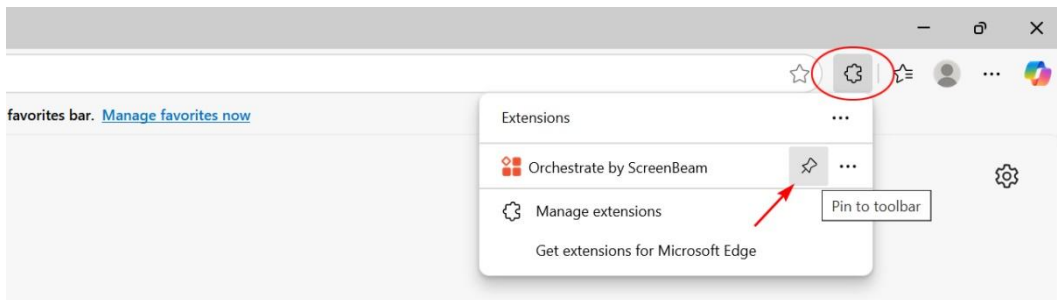 favorites bar. Manage favorites now
Extensions
Orchestrate by ScreenBeam
Pin to toolbar
Manage extensions
Get extensions for Microsoft Edge